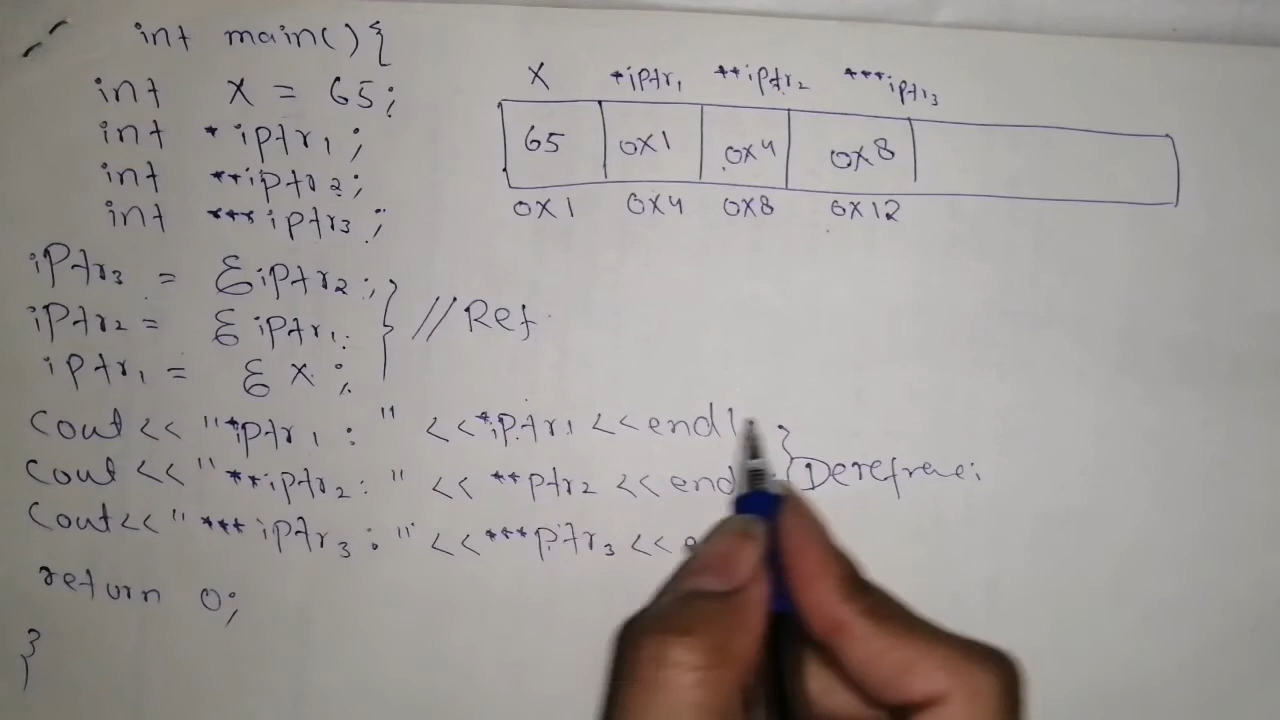 int main(){
int x = 65;
int *iptr1;
int **iptr2;
int ***iptr3;
iptr3 = &iptr2;
iptr2 = &iptr1;
iptr1 = &x;
} // Ref.
cout<< "*iptr1 : " <<*iptr1 <<endl;
cout<< "**iptr2: " << **ptr2 <<end
cout<<" ***iptr3 : " <<***ptr3 <<e
} Derefrene;
return 0;
}
x *iptr1 **iptr2 ***iptr3
65 0x1 0x4 0x8
0x1 0x4 0x8 0x12